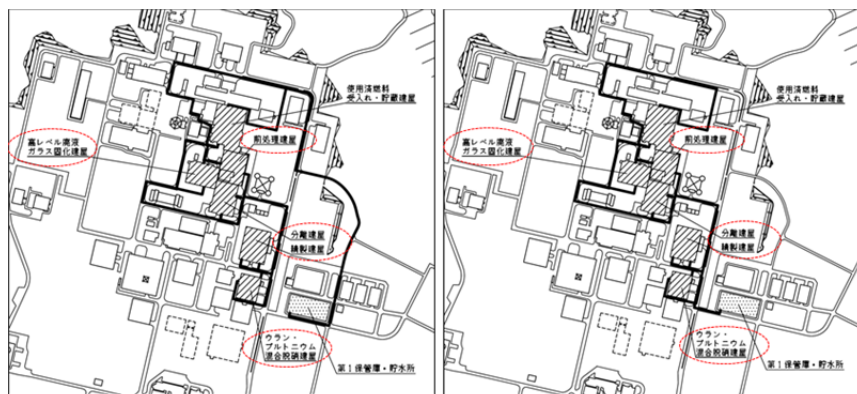 使用済燃料
受入れ・貯蔵建屋
前処理建屋
高レベル廃液
ガラス固化建屋
分離建屋
精製建屋
ウラン・
プルトニウム
混合脱硝建屋
第1保管庫・貯水所
使用済燃料
受入れ・貯蔵建屋
前処理建屋
高レベル廃液
ガラス固化建屋
分離建屋
精製建屋
ウラン・
プルトニウム
混合脱硝建屋
第1保管庫・貯水所